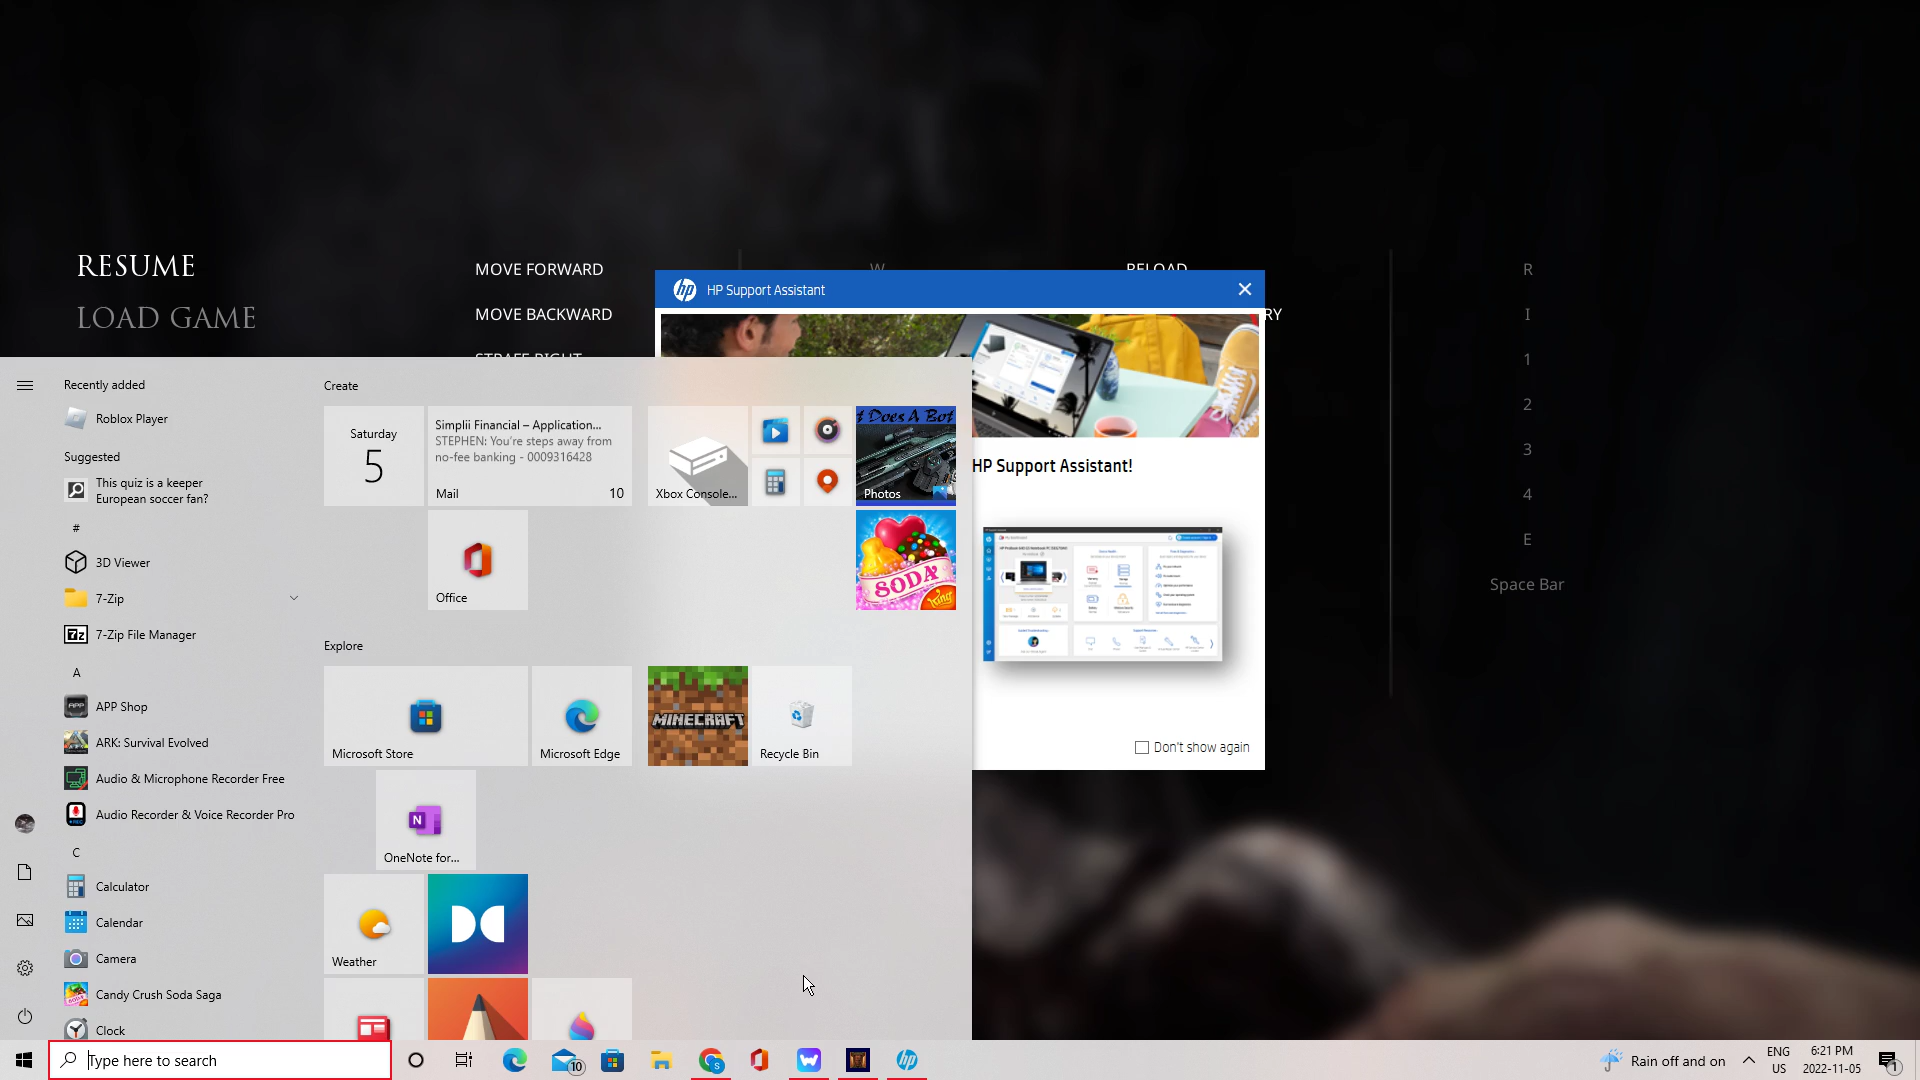 RESUME
LOAD GAME
MOVE FORWARD
MOVE BACKWARD
W
R
I
1
2
3
4
E
Space Bar
hp HP Support Assistant
HP Support Assistant!
Don't show again
Recently added
Roblox Player
Suggested
This quiz is a keeper
European soccer fan?
#
3D Viewer
7-Zip
7-Zip File Manager
A
APP Shop
ARK: Survival Evolved
Audio & Microphone Recorder Free
Audio Recorder & Voice Recorder Pro
C
Calculator
Calendar
Camera
Candy Crush Soda Saga
Clock
Create
Saturday
5
Simplii Financial – Application...
STEPHEN: You're steps away from
no-fee banking - 0009316428
Mail 10
Xbox Console...
t Does A Bot
Photos
Office
SODA
King
Explore
Microsoft Store
Microsoft Edge
MINECRAFT
Recycle Bin
OneNote for...
Weather
Type here to search
10
Rain off and on
ENG
US
6:21 PM
2022-11-05
1